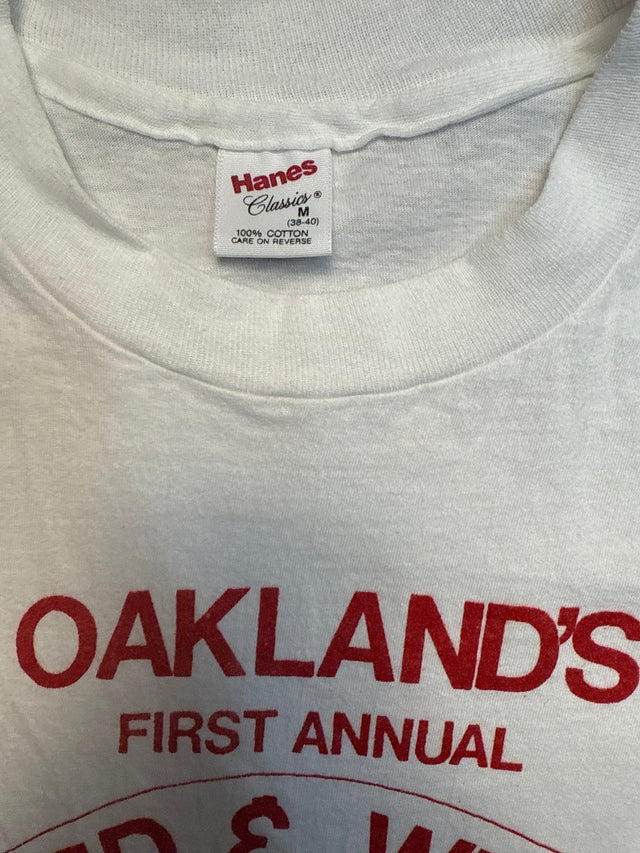 Hanes
Classics®
M
(38-40)
100% COTTON
CARE ON REVERSE
OAKLAND'S
FIRST ANNUAL
&